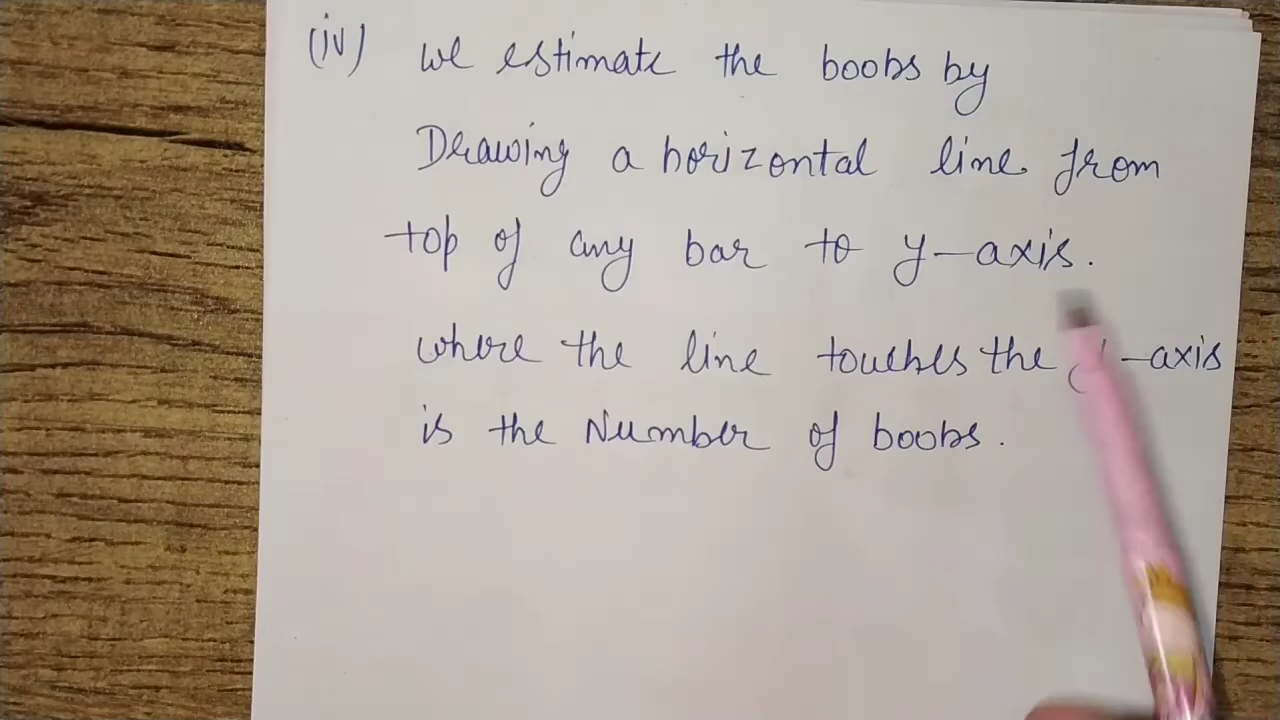 (iv) we estimate the boobs by
Drawing a horizontal line from
top of any bar to y-axis.
where the line touches the y-axis
is the Number of boobs.